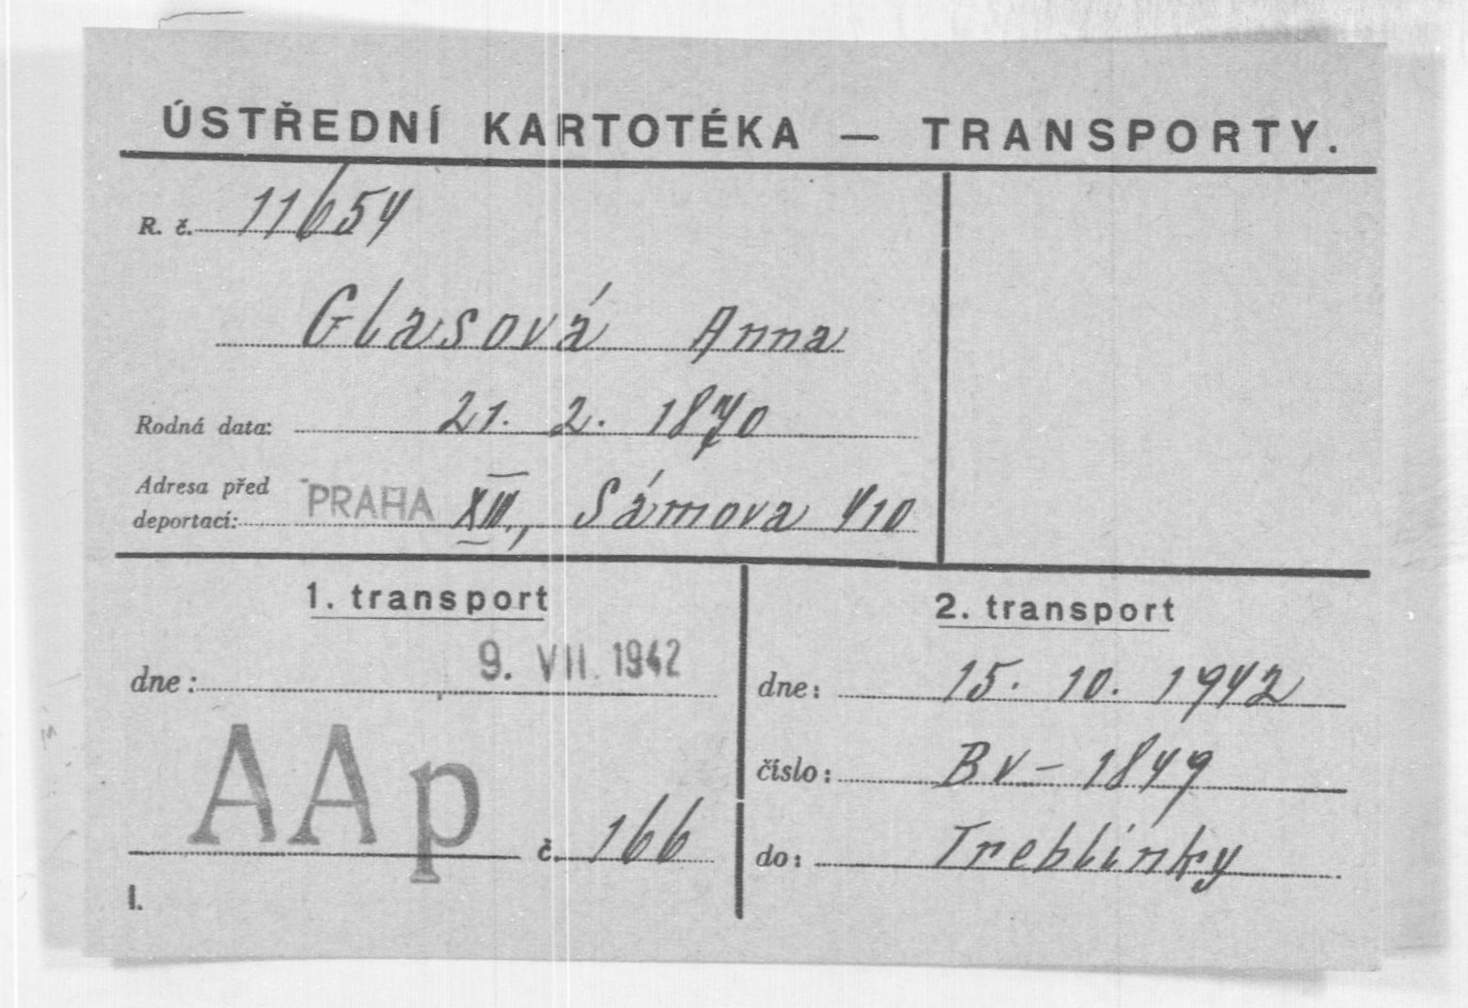 ÚSTŘEDNÍ KARTOTÉKA — TRANSPORTY.
R. č. 11654
Glasová Anna
Rodná data: 21. 2. 1870
Adresa před
deportací: PRAHA XIII., Sámova 410
1. transport
dne: 9. VII. 1942
AAp č. 166
I.
2. transport
dne: 15. 10. 1942
číslo: Bv – 1849
do: Treblinky